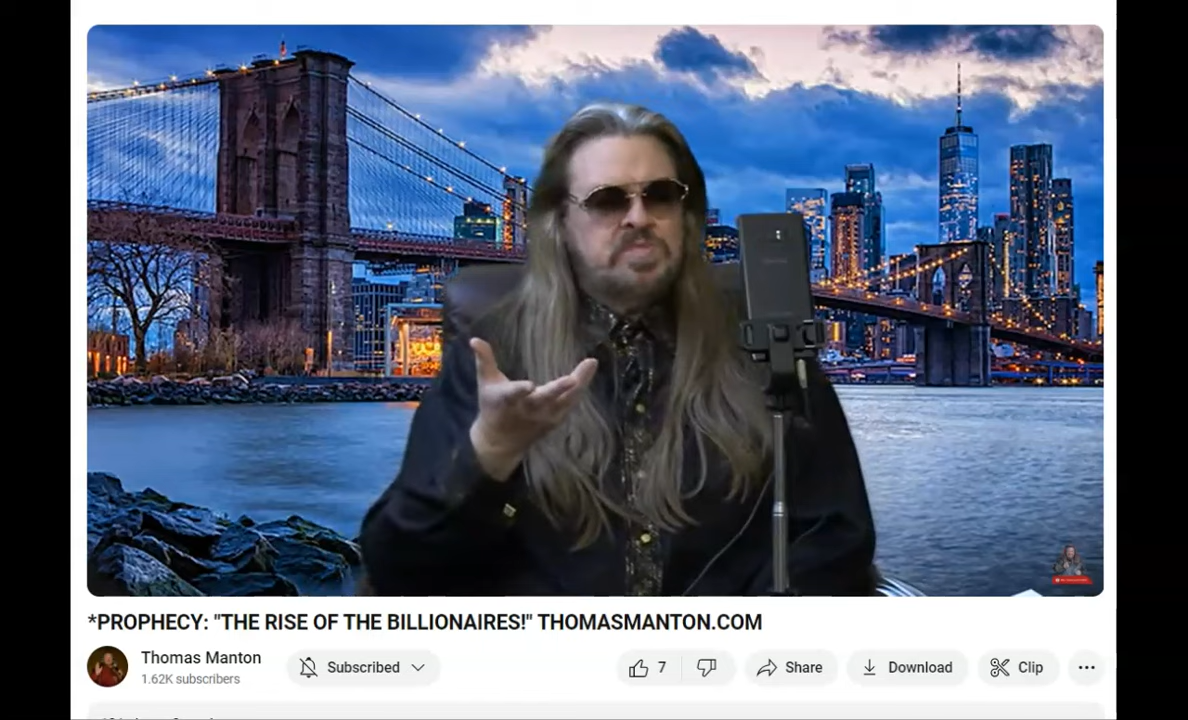 *PROPHECY: "THE RISE OF THE BILLIONAIRES!" THOMASMANTON.COM
Thomas Manton
1.62K subscribers
Subscribed
7
Share
Download
Clip